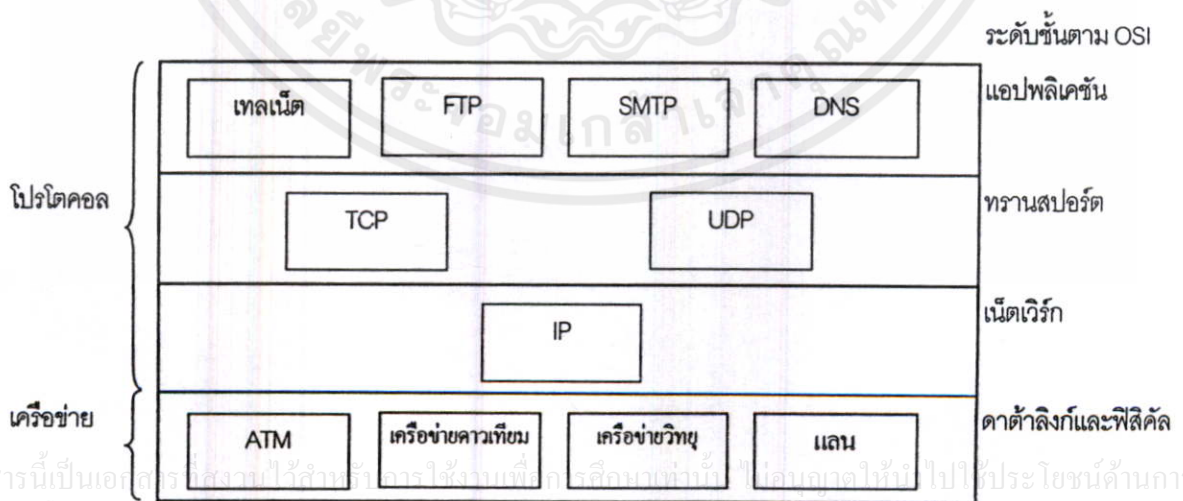 ระดับชั้นตาม OSI
แอปพลิเคชัน
เทลเน็ต FTP SMTP DNS
โปรโตคอล
ทรานสปอร์ต
TCP UDP
เน็ตเวิร์ก
IP
เครือข่าย
ดาต้าลิงก์และฟิสิคัล
ATM เครือข่ายดาวเทียม เครือข่ายวิทยุ แลน
ารนี้เป็นเอกสารที่สงวนไว้สำหรับการใช้งานเพื่อการศึกษาเท่านั้น ไม่อนุญาตให้นำไปใช้ประโยชน์ด้านกา